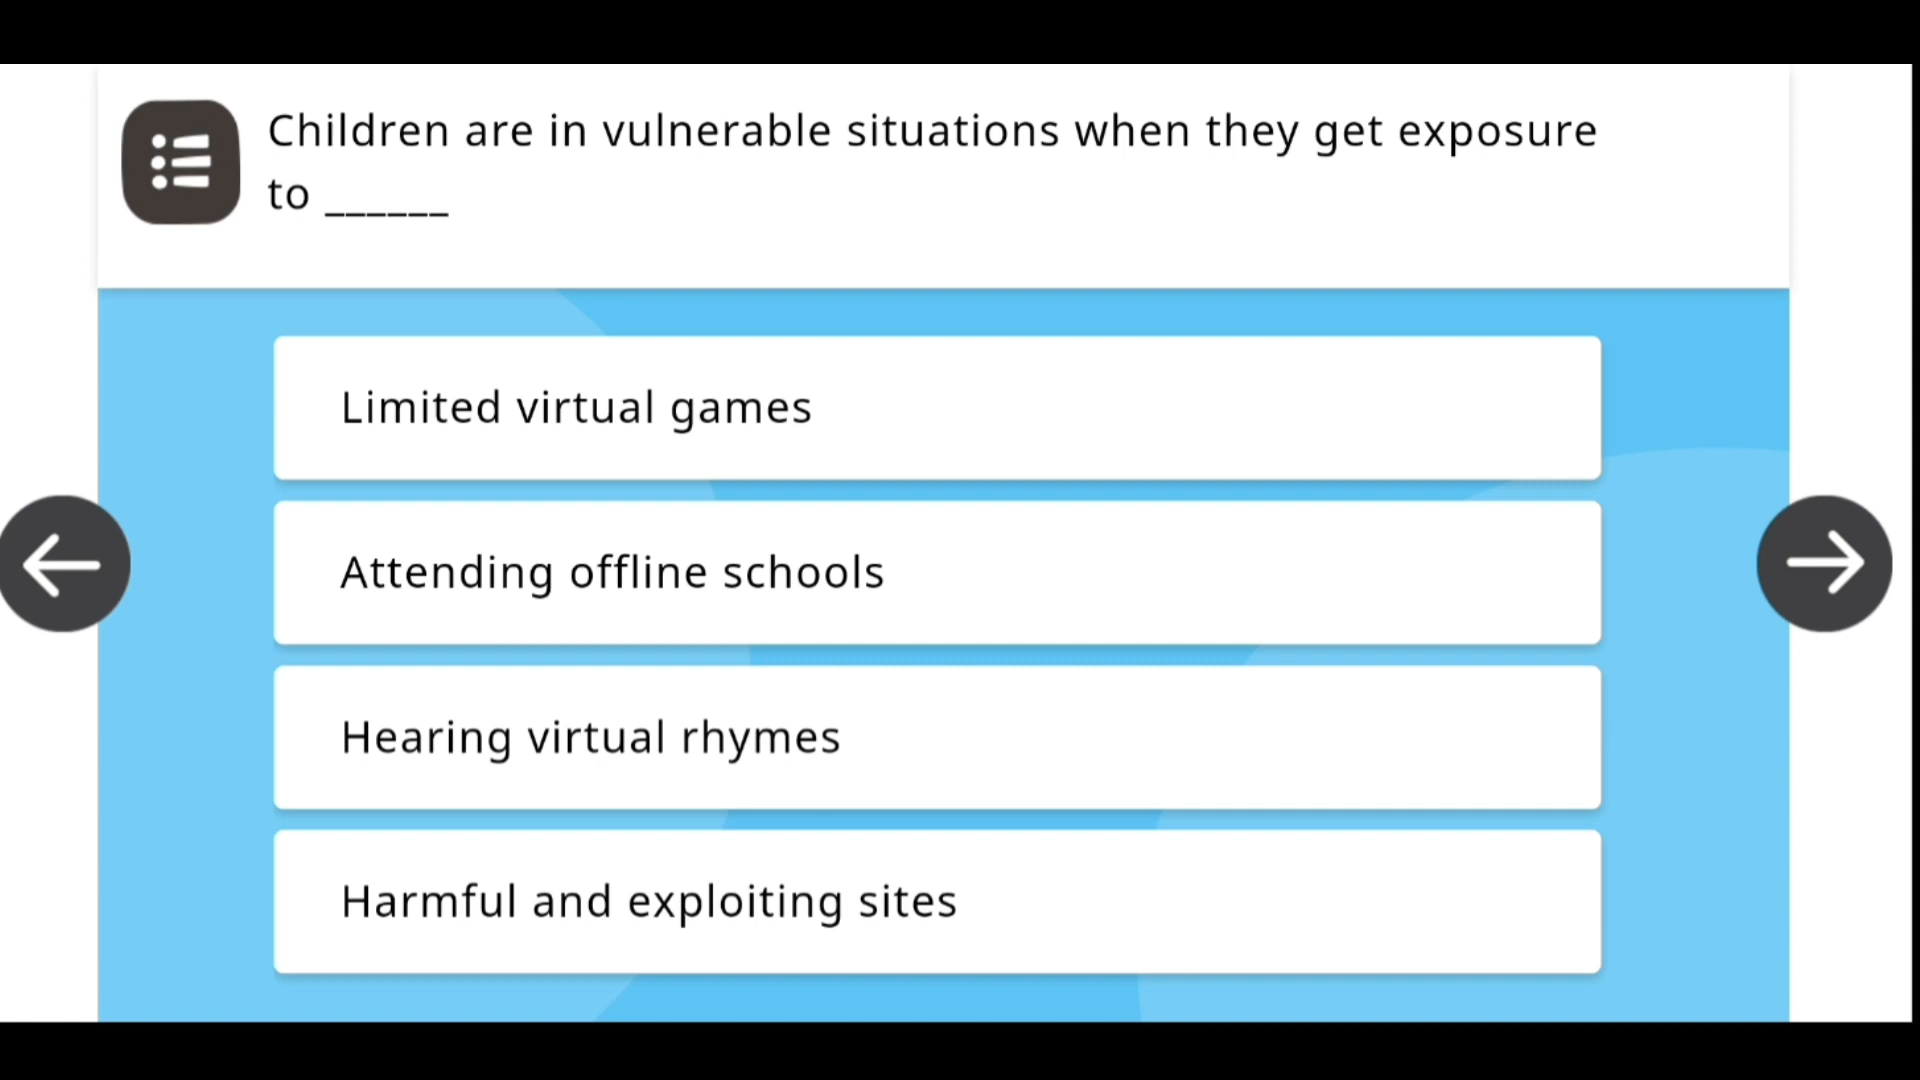 Children are in vulnerable situations when they get exposure
to ______
Limited virtual games
Attending offline schools
Hearing virtual rhymes
Harmful and exploiting sites